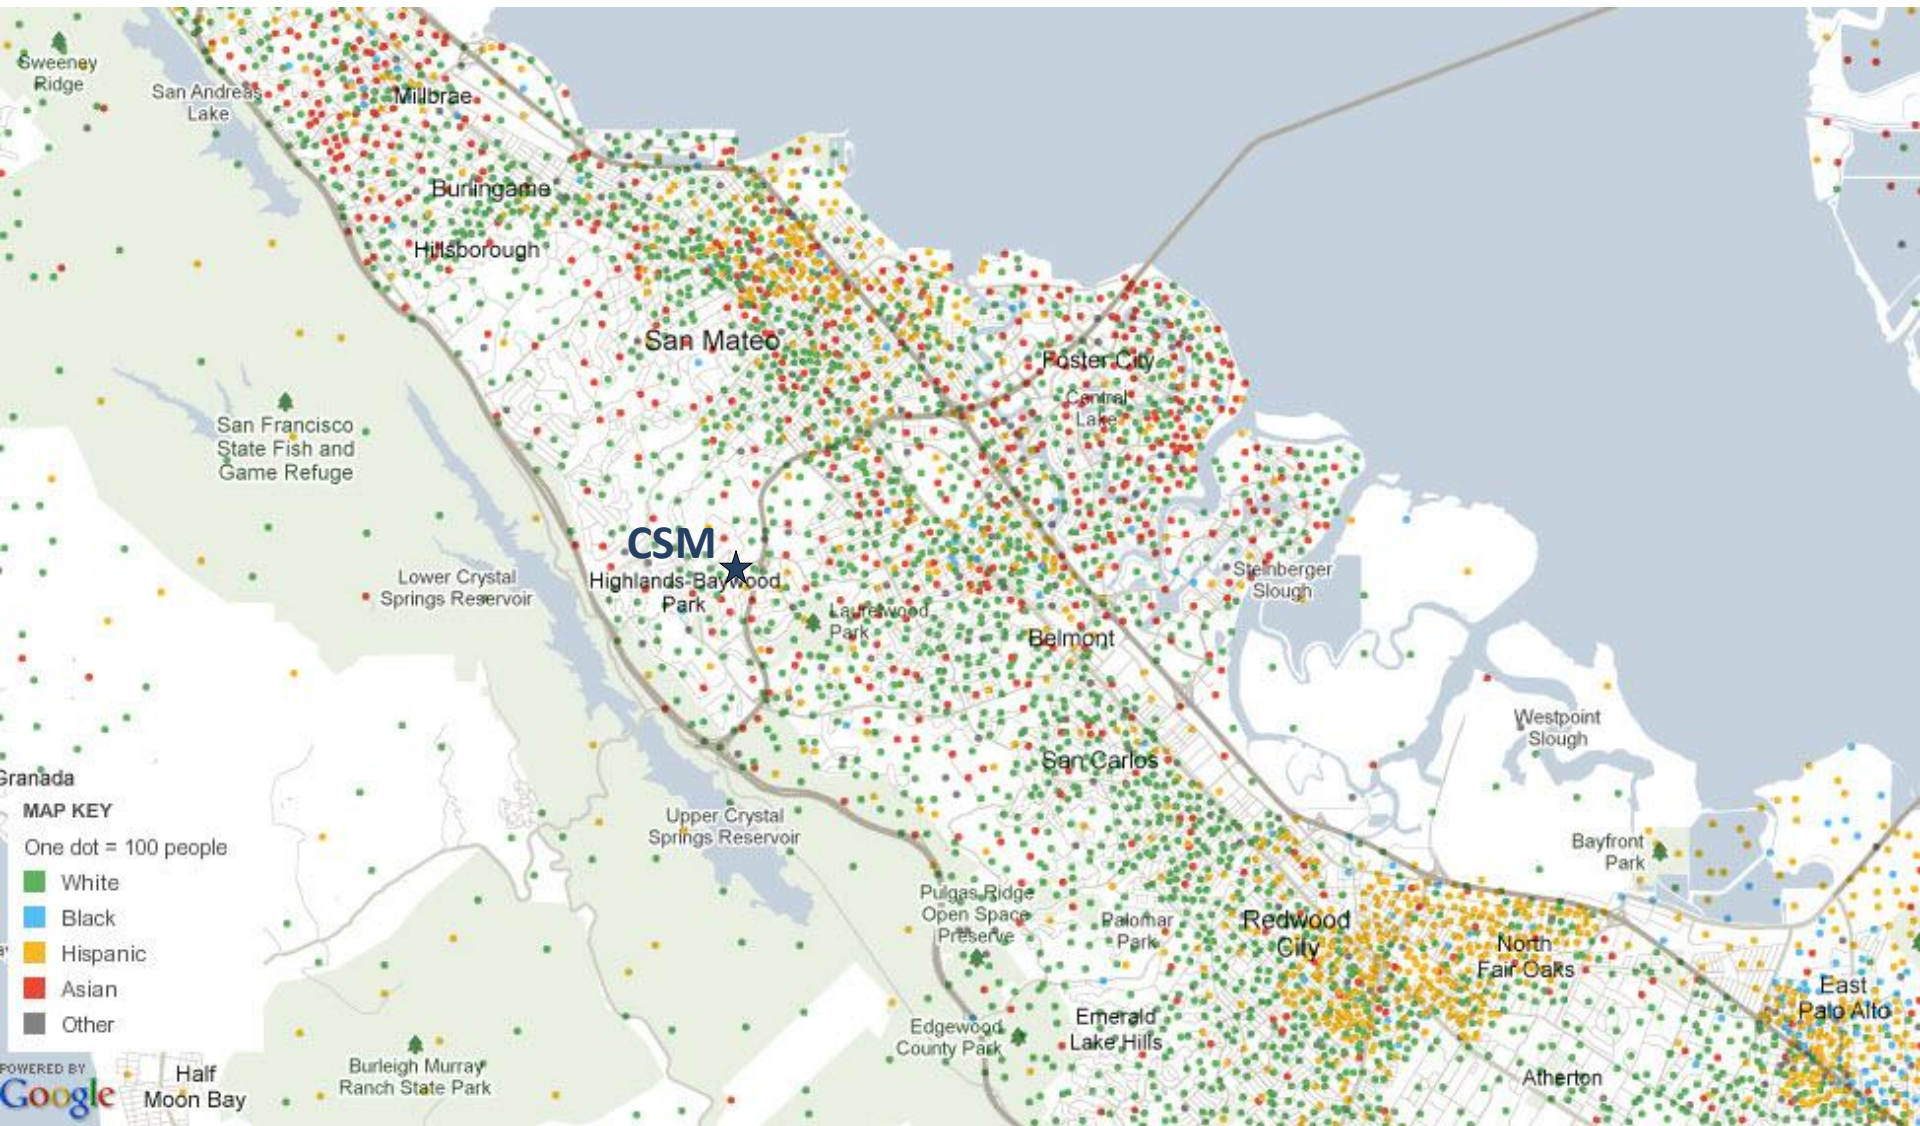 Sweeney
Ridge
San Andreas
Lake
Millbrae
Burlingame
Hillsborough
San Mateo
Foster City
Central
Lake
San Francisco
State Fish and
Game Refuge
CSM
Highlands-Baywood
Park
Lower Crystal
Springs Reservoir
Laurelwood
Park
Steinberger
Slough
Belmont
Westpoint
Slough
San Carlos
Granada
MAP KEY
One dot = 100 people
White
Black
Hispanic
Asian
Other
Upper Crystal
Springs Reservoir
Bayfront
Park
Pulgas Ridge
Open Space
Preserve
Palomar
Park
Redwood
City
North
Fair Oaks
East
Palo Alto
Edgewood
County Park
Emerald
Lake Hills
Atherton
Burleigh Murray
Ranch State Park
Half
Moon Bay
POWERED BY
Google